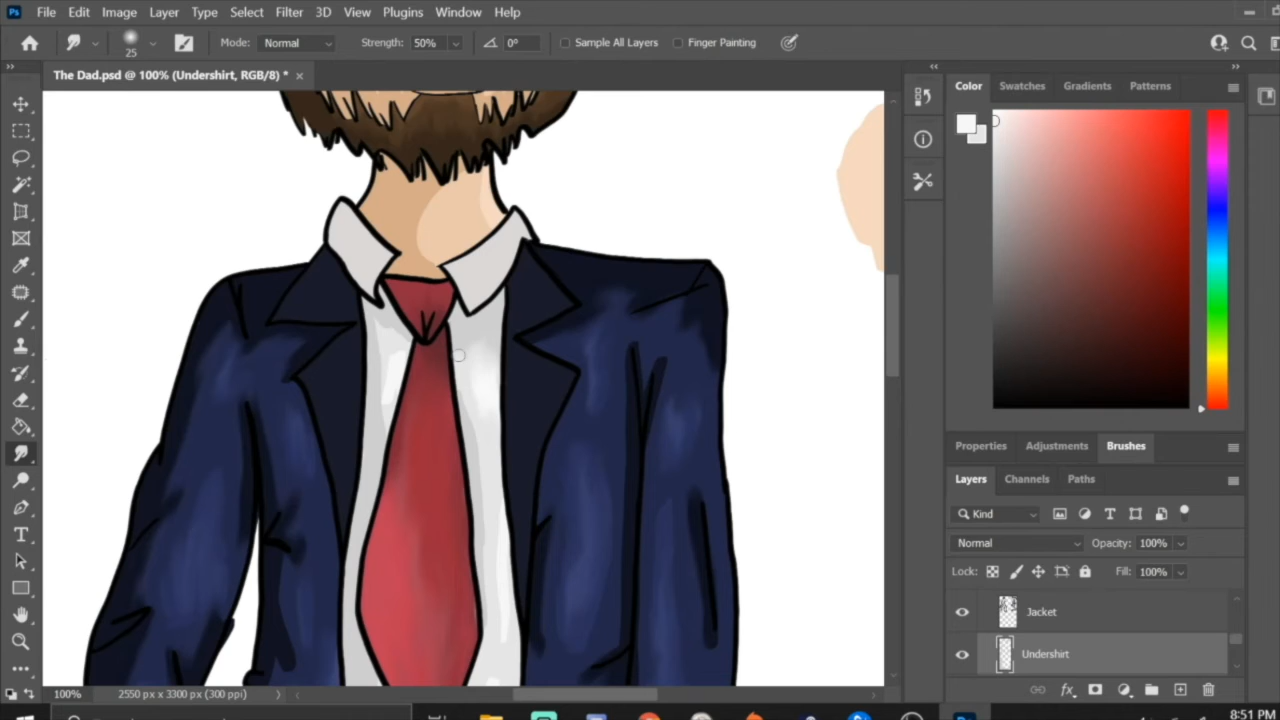 File Edit Image Layer Type Select Filter 3D View Plugins Window Help
25 Mode: Normal Strength: 50% 0° Sample All Layers Finger Painting
The Dad.psd @ 100% (Undershirt, RGB/8) *
Color Swatches Gradients Patterns
Properties Adjustments Brushes
Layers Channels Paths
Kind
Normal Opacity: 100%
Lock: Fill: 100%
Jacket
Undershirt
100% 2550 px x 3300 px (300 ppi)
8:51 PM